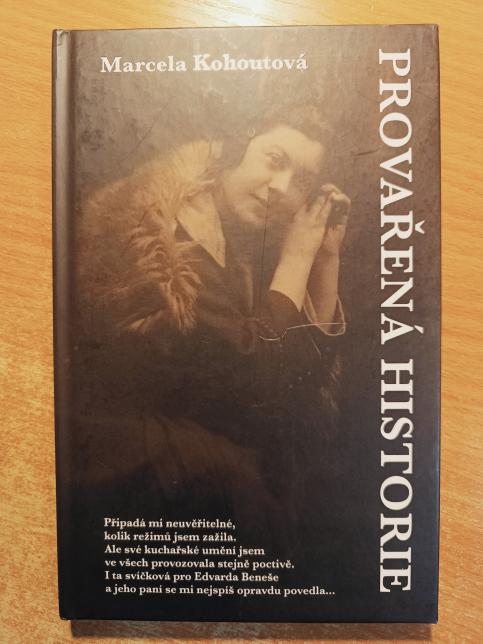 Marcela Kohoutová
PROVAŘENÁ HISTORIE
Připadá mi neuvěřitelné,
kolik režimů jsem zažila.
Ale své kuchařské umění jsem
ve všech provozovala stejně poctivě.
I ta svíčková pro Edvarda Beneše
a jeho paní se mi nejspíš opravdu povedla...